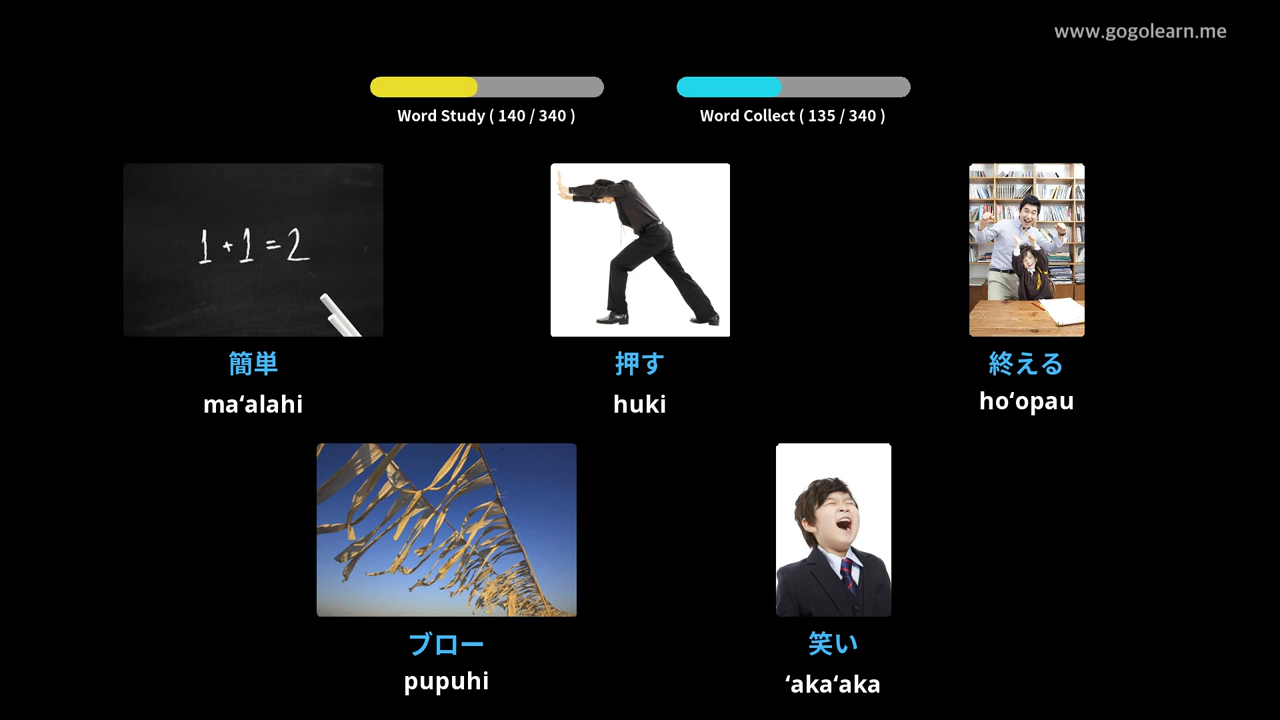 www.gogolearn.me
Word Study ( 140 / 340 )
Word Collect ( 135 / 340 )
1 + 1 = 2
簡単
maʻalahi
押す
huki
終える
hoʻopau
ブロー
pupuhi
笑い
ʻakaʻaka